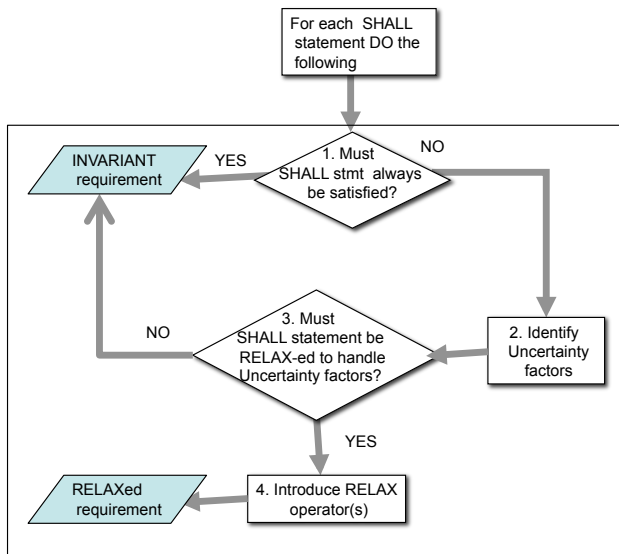 For each SHALL
statement DO the
following
INVARIANT
requirement
YES
1. Must
SHALL stmt always
be satisfied?
NO
2. Identify
Uncertainty
factors
3. Must
SHALL statement be
RELAX-ed to handle
Uncertainty factors?
NO
YES
4. Introduce RELAX
operator(s)
RELAXed
requirement